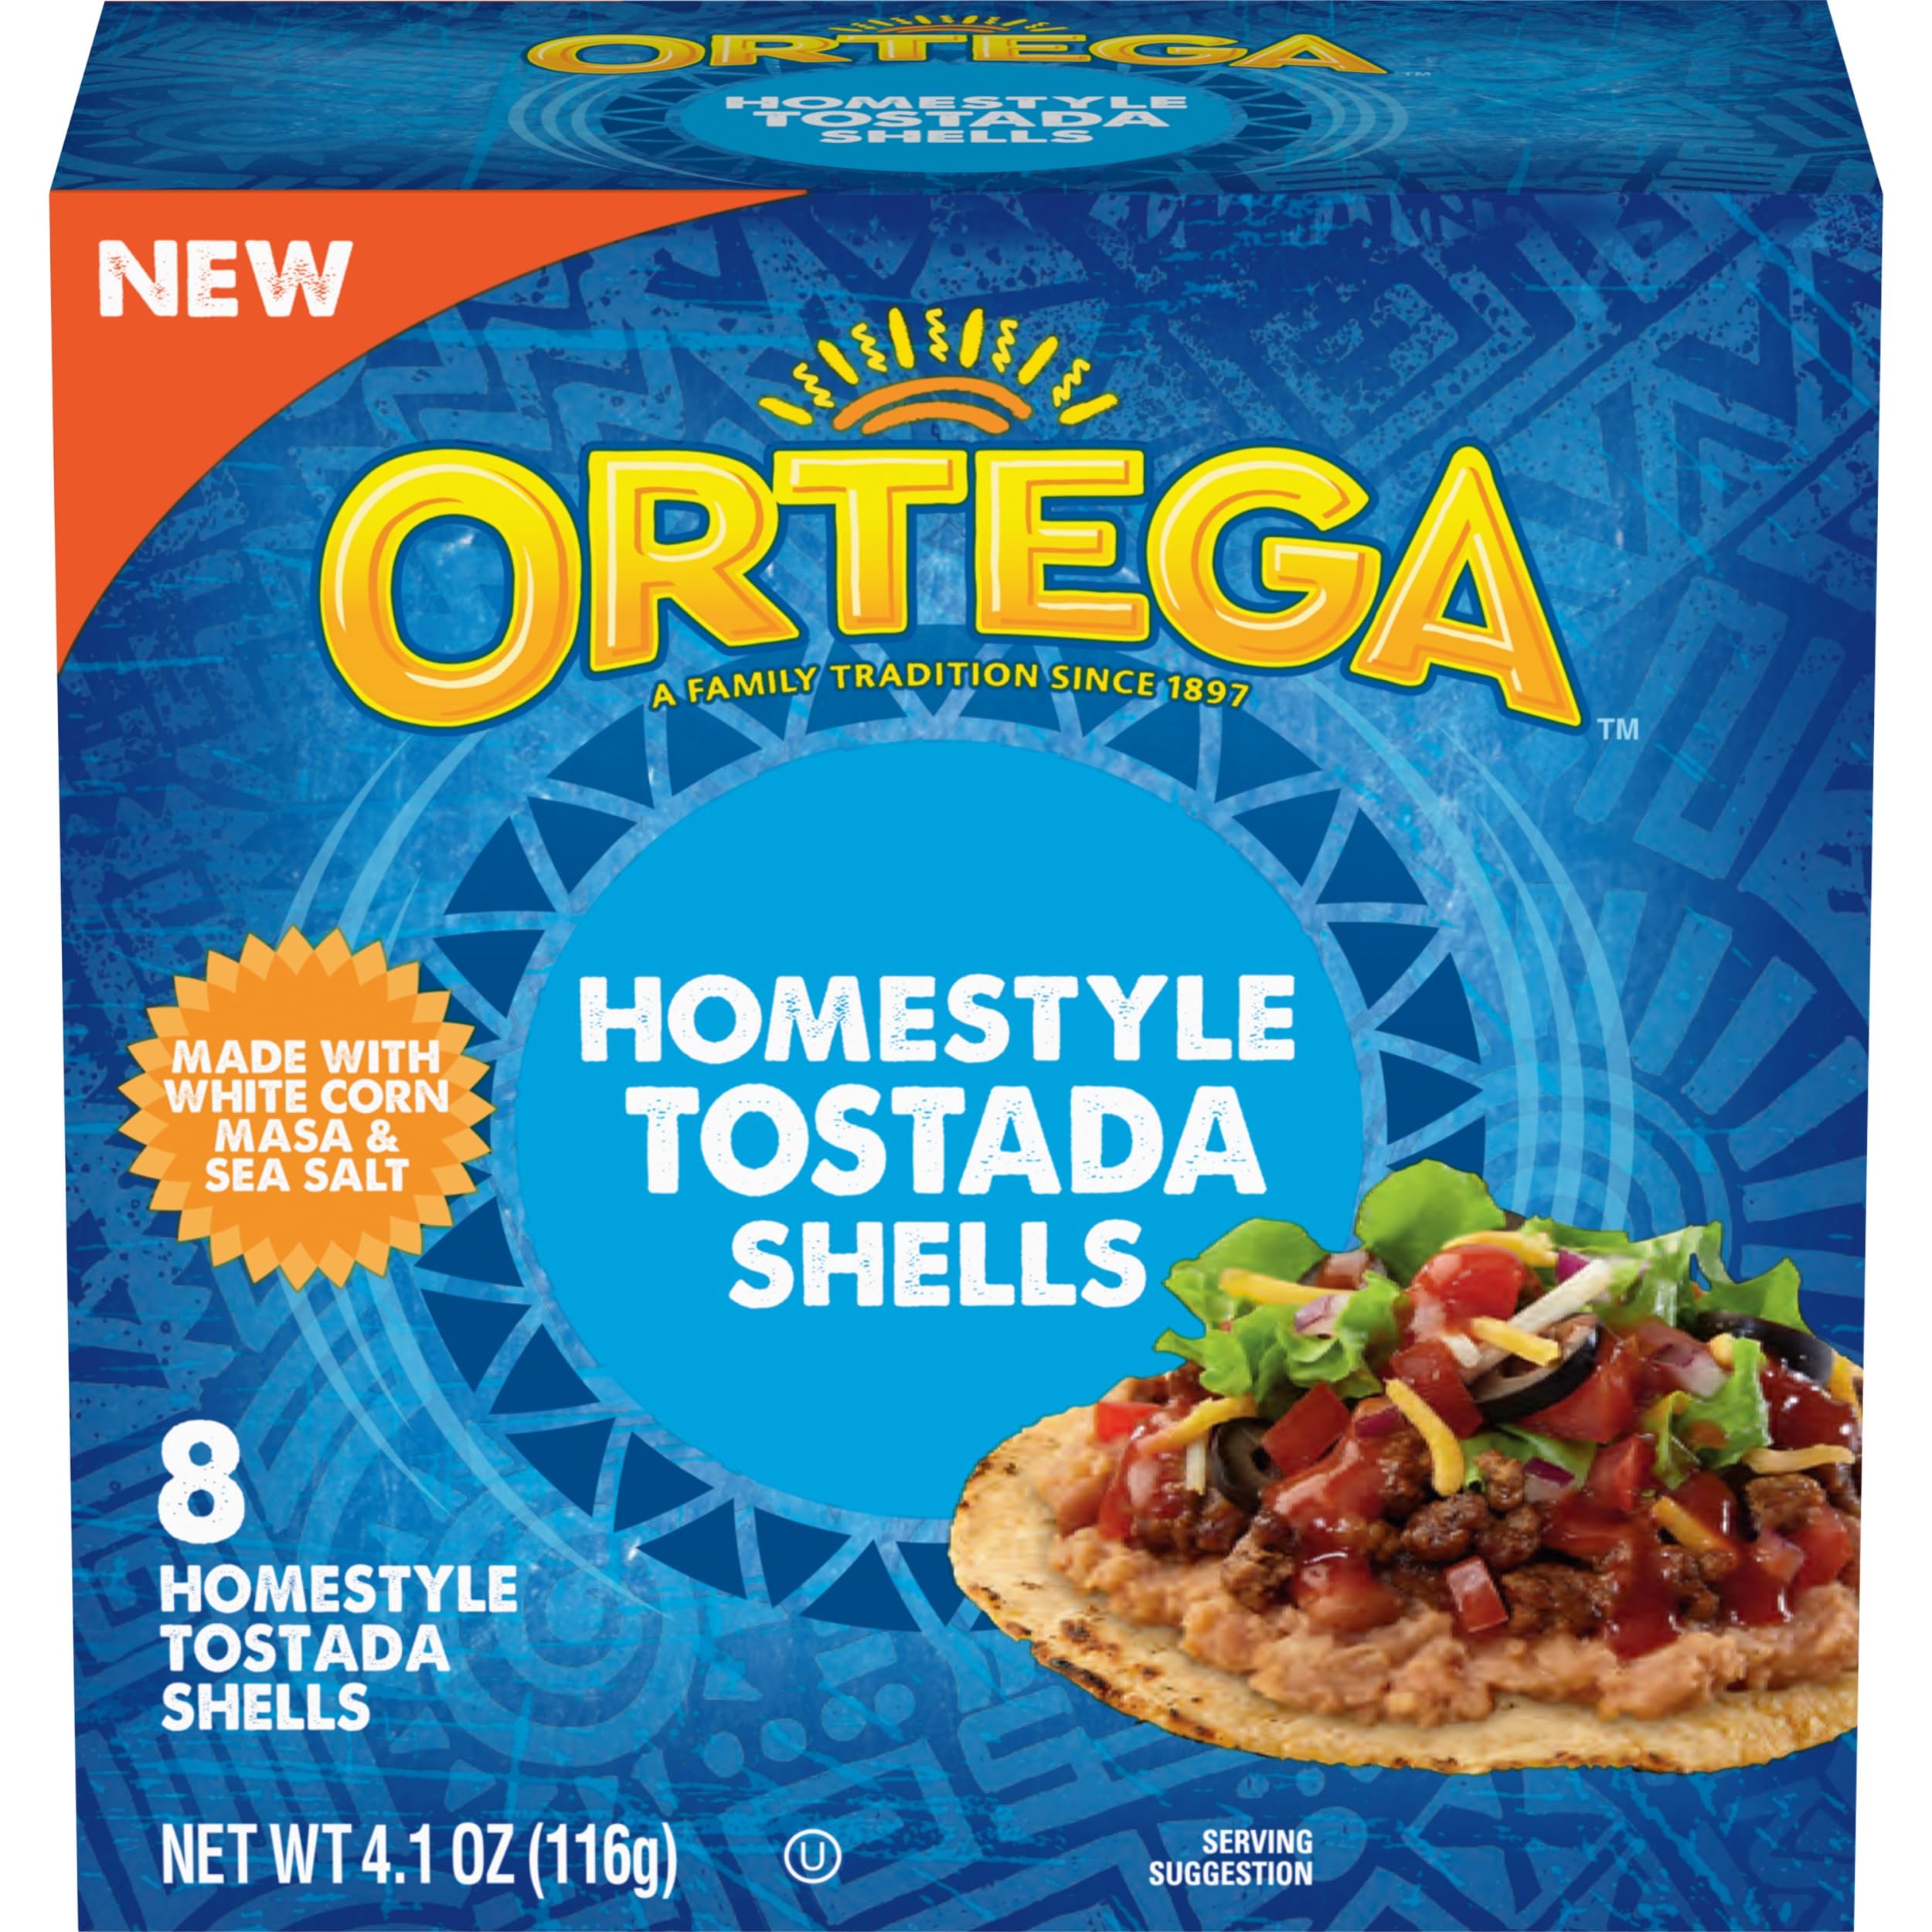 ORTEGA
TM
HOMESTYLE
TOSTADA
SHELLS
NEW
ORTEGA
A FAMILY TRADITION SINCE 1897
TM
HOMESTYLE
TOSTADA
SHELLS
MADE WITH
WHITE CORN
MASA &
SEA SALT
8
HOMESTYLE
TOSTADA
SHELLS
NET WT 4.1 OZ (116g)
U
SERVING
SUGGESTION